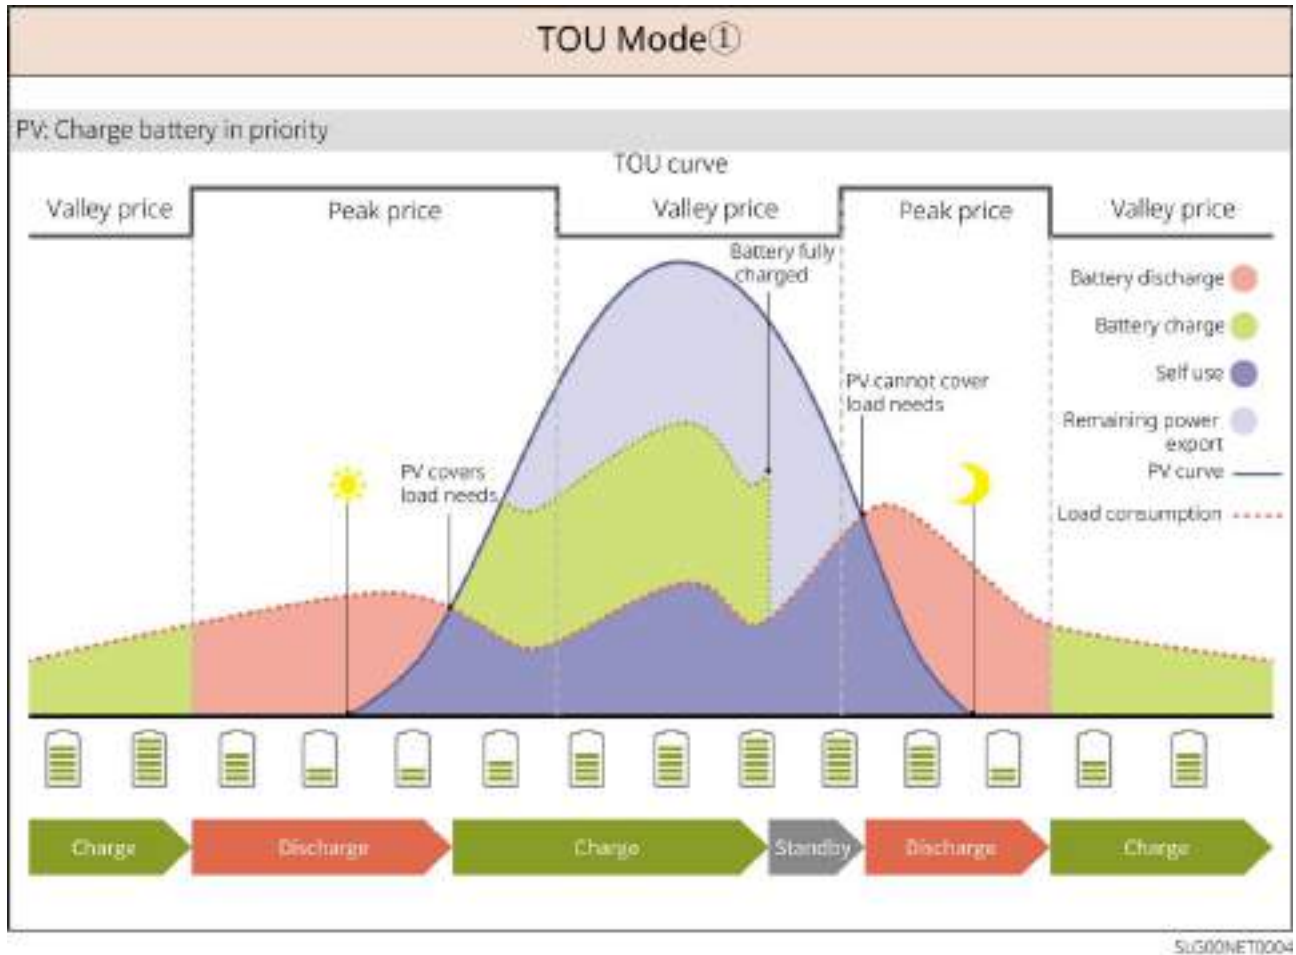 TOU Mode①
PV: Charge battery in priority
TOU curve
Valley price
Peak price
Valley price
Peak price
Valley price
Battery fully
charged
Battery discharge
Battery charge
Self use
Remaining power
export
PV curve
Load consumption
PV cannot cover
load needs
PV covers
load needs
Charge
Discharge
Charge
Standby
Discharge
Charge
SLG00NET0004